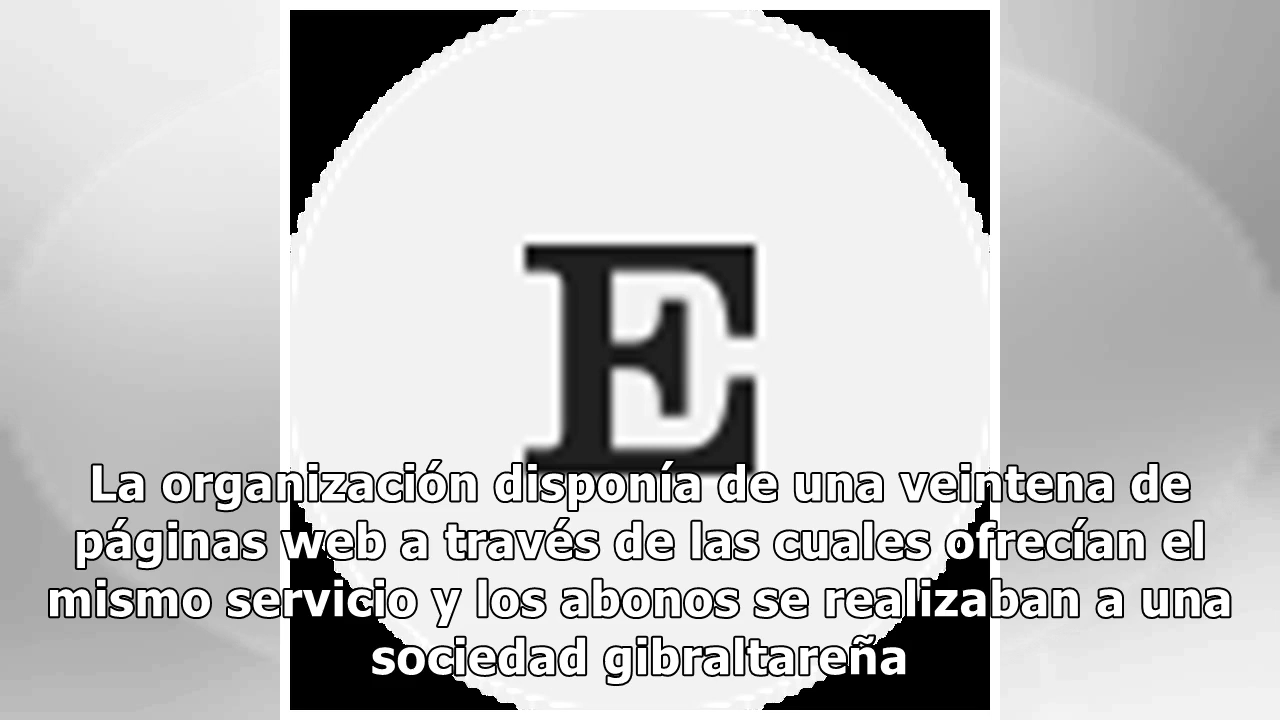 E
La organización disponía de una veintena de
páginas web a través de las cuales ofrecían el
mismo servicio y los abonos se realizaban a una
sociedad gibraltareña